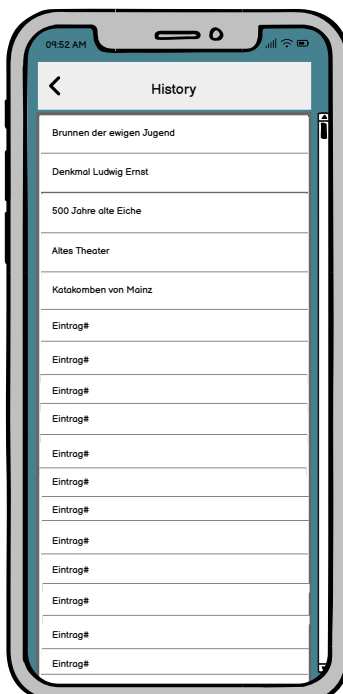 09:52 AM
History
Brunnen der ewigen Jugend
Denkmal Ludwig Ernst
500 Jahre alte Eiche
Altes Theater
Katakomben von Mainz
Eintrag#
Eintrag#
Eintrag#
Eintrag#
Eintrag#
Eintrag#
Eintrag#
Eintrag#
Eintrag#
Eintrag#
Eintrag#
Eintrag#